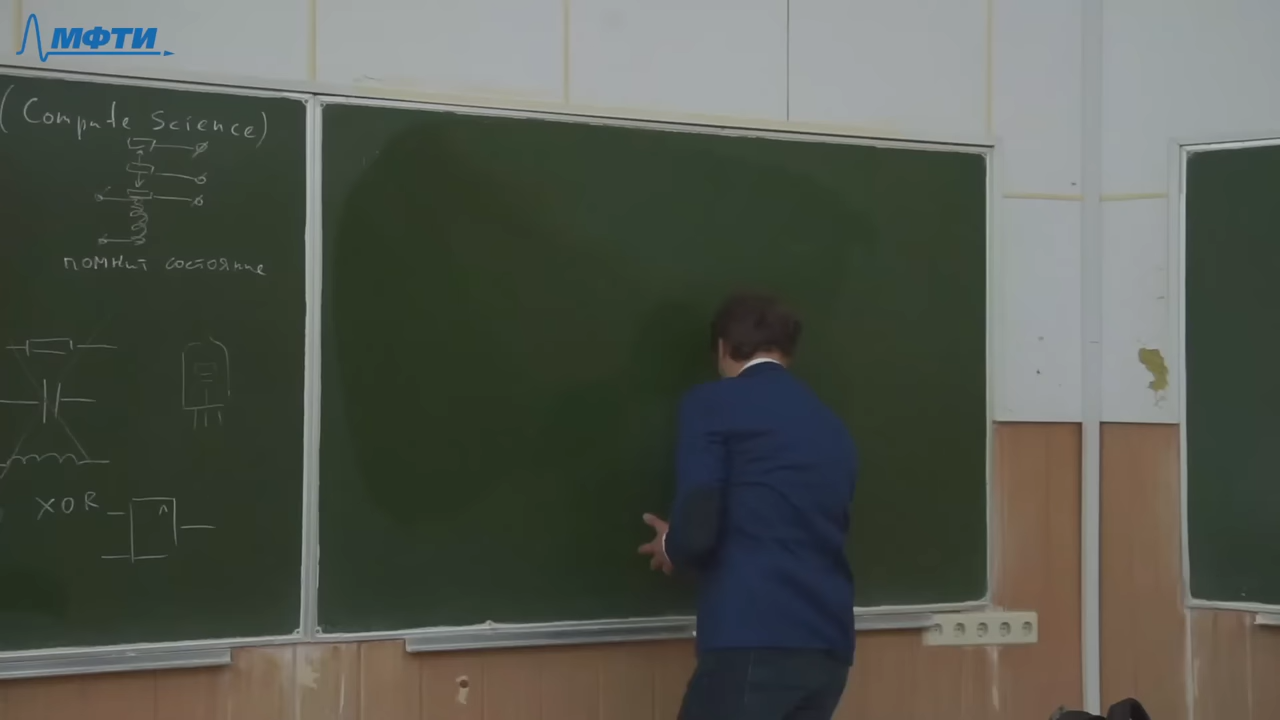 МФТИ
(Compute Science)
помнит состояние
XOR